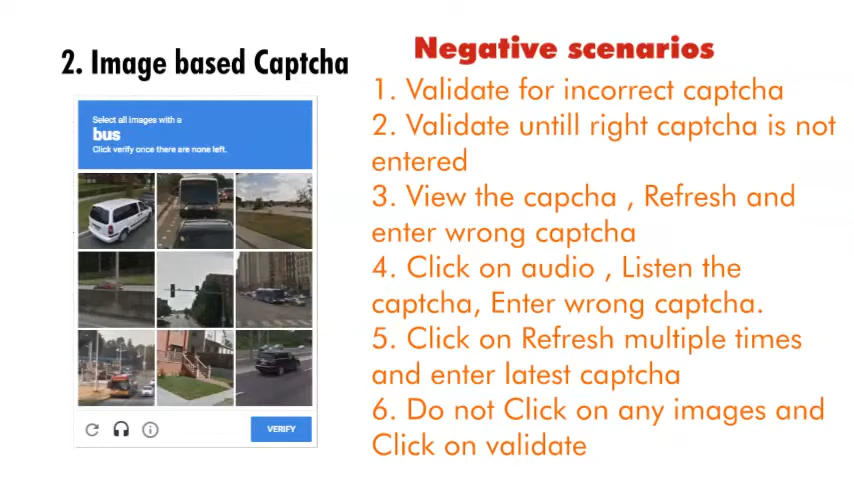 2. Image based Captcha
Select all images with a
bus
Click verify once there are none left.
VERIFY
Negative scenarios
1. Validate for incorrect captcha
2. Validate untill right captcha is not
entered
3. View the capcha , Refresh and
enter wrong captcha
4. Click on audio , Listen the
captcha, Enter wrong captcha.
5. Click on Refresh multiple times
and enter latest captcha
6. Do not Click on any images and
Click on validate